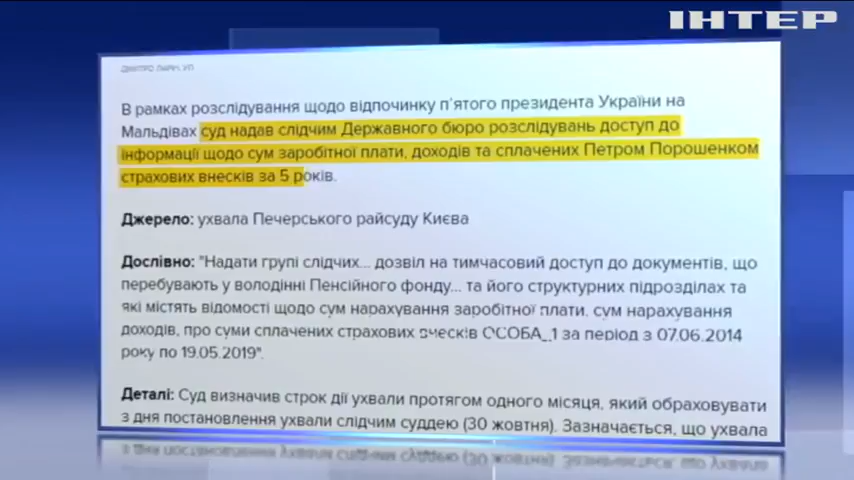 ІНТЕР
В рамках розслідування щодо відпочинку п'ятого президента України на
Мальдівах суд надав слідчим Державного бюро розслідувань доступ до
інформації щодо сум заробітної плати, доходів та сплачених Петром Порошенком
страхових внесків за 5 років.
Джерело: ухвала Печерського райсуду Києва
Дослівно: "Надати групі слідчих... дозвіл на тимчасовий доступ до документів, що
перебувають у володінні Пенсійного фонду... та його структурних підрозділах та
які містять відомості щодо сум нарахування заробітної плати, сум нарахування
доходів, про суми сплачених страхових внесків ОСОБА_1 за період з 07.06.2014
року по 19.05.2019".
Деталі: Суд визначив строк дії ухвали протягом одного місяця, який обраховувати
з дня постановлення ухвали слідчим суддею (30 жовтня). Зазначається, що ухвала